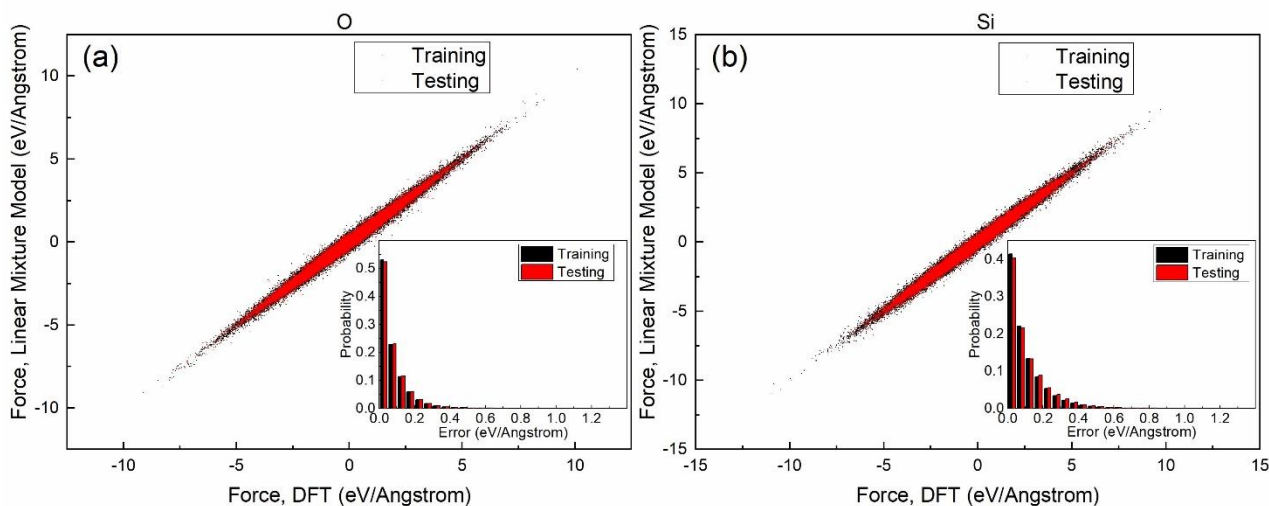 O
(a)
Training
Testing
Force, Linear Mixture Model (eV/Angstrom)
10
5
0
-5
-10
-10
-5
0
5
10
Force, DFT (eV/Angstrom)
Training
Testing
Probability
0.5
0.4
0.3
0.2
0.1
0.0
0.0 0.2 0.4 0.6 0.8 1.0 1.2
Error (eV/Angstrom)
Si
(b)
Training
Testing
Force, Linear Mixture Model (eV/Angstrom)
15
10
5
0
-5
-10
-15
-15
-10
-5
0
5
10
15
Force, DFT (eV/Angstrom)
Training
Testing
Probability
0.4
0.3
0.2
0.1
0.0
0.0 0.2 0.4 0.6 0.8 1.0 1.2
Error (eV/Angstrom)